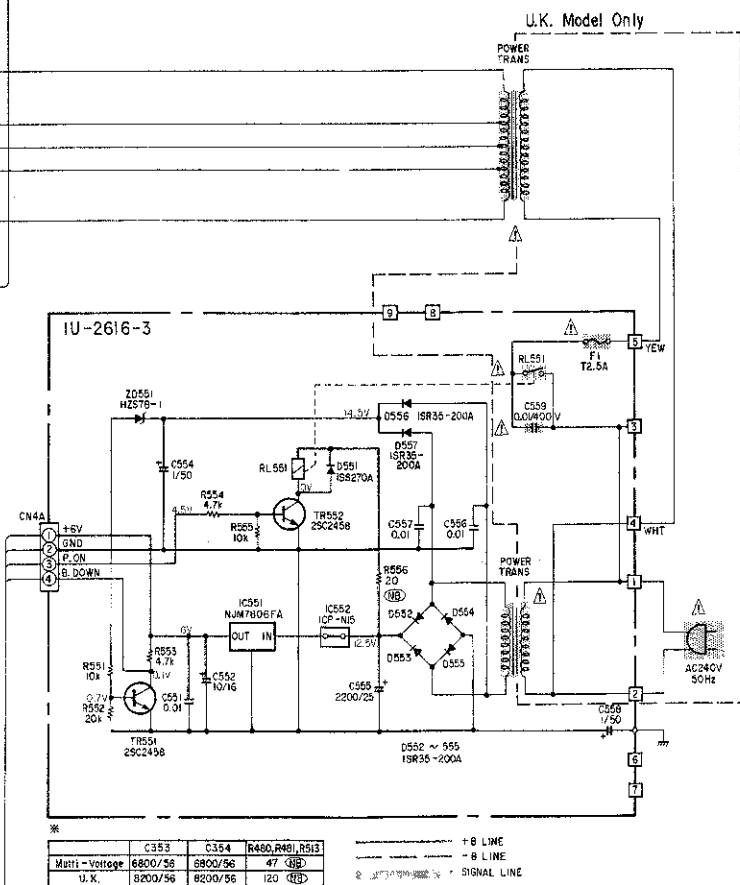 U.K. Model Only
POWER
TRANS
1U-2616-3
9
8
5
YEW
F1
T2.5A
RL551
C559
0.01/400V
3
ZD551
HZS7B-1
14.5V
D556 1SR35-200A
D557
1SR35-
200A
C554
1/50
RL551
D551
1SS270A
0V
R554
4.7k
4.5V
TR552
2SC2458
R565
10k
C557
0.01
C556
0.01
CN4A
1
+6V
2
GND
3
P.ON
4
B.DOWN
4
WHT
POWER
TRANS
1
R556
20
NB
D552
D554
D553
D555
IC551
NJM7806FA
OUT IN
IC552
ICP-N15
6V
12.5V
AC240V
50Hz
R551
10k
R553
4.7k
0.1V
0.7V
R552
20k
C551
0.01
C552
10/16
C555
2200/25
2
C558
1/50
TR551
2SC2458
D552 ~ 555
1SR35-200A
6
7
※
C353 C354 R480,R481,R513
Multi-Voltage 6800/56 6800/56 47 NB
U.K. 8200/56 8200/56 120 NB
+B LINE
-B LINE
SIGNAL LINE